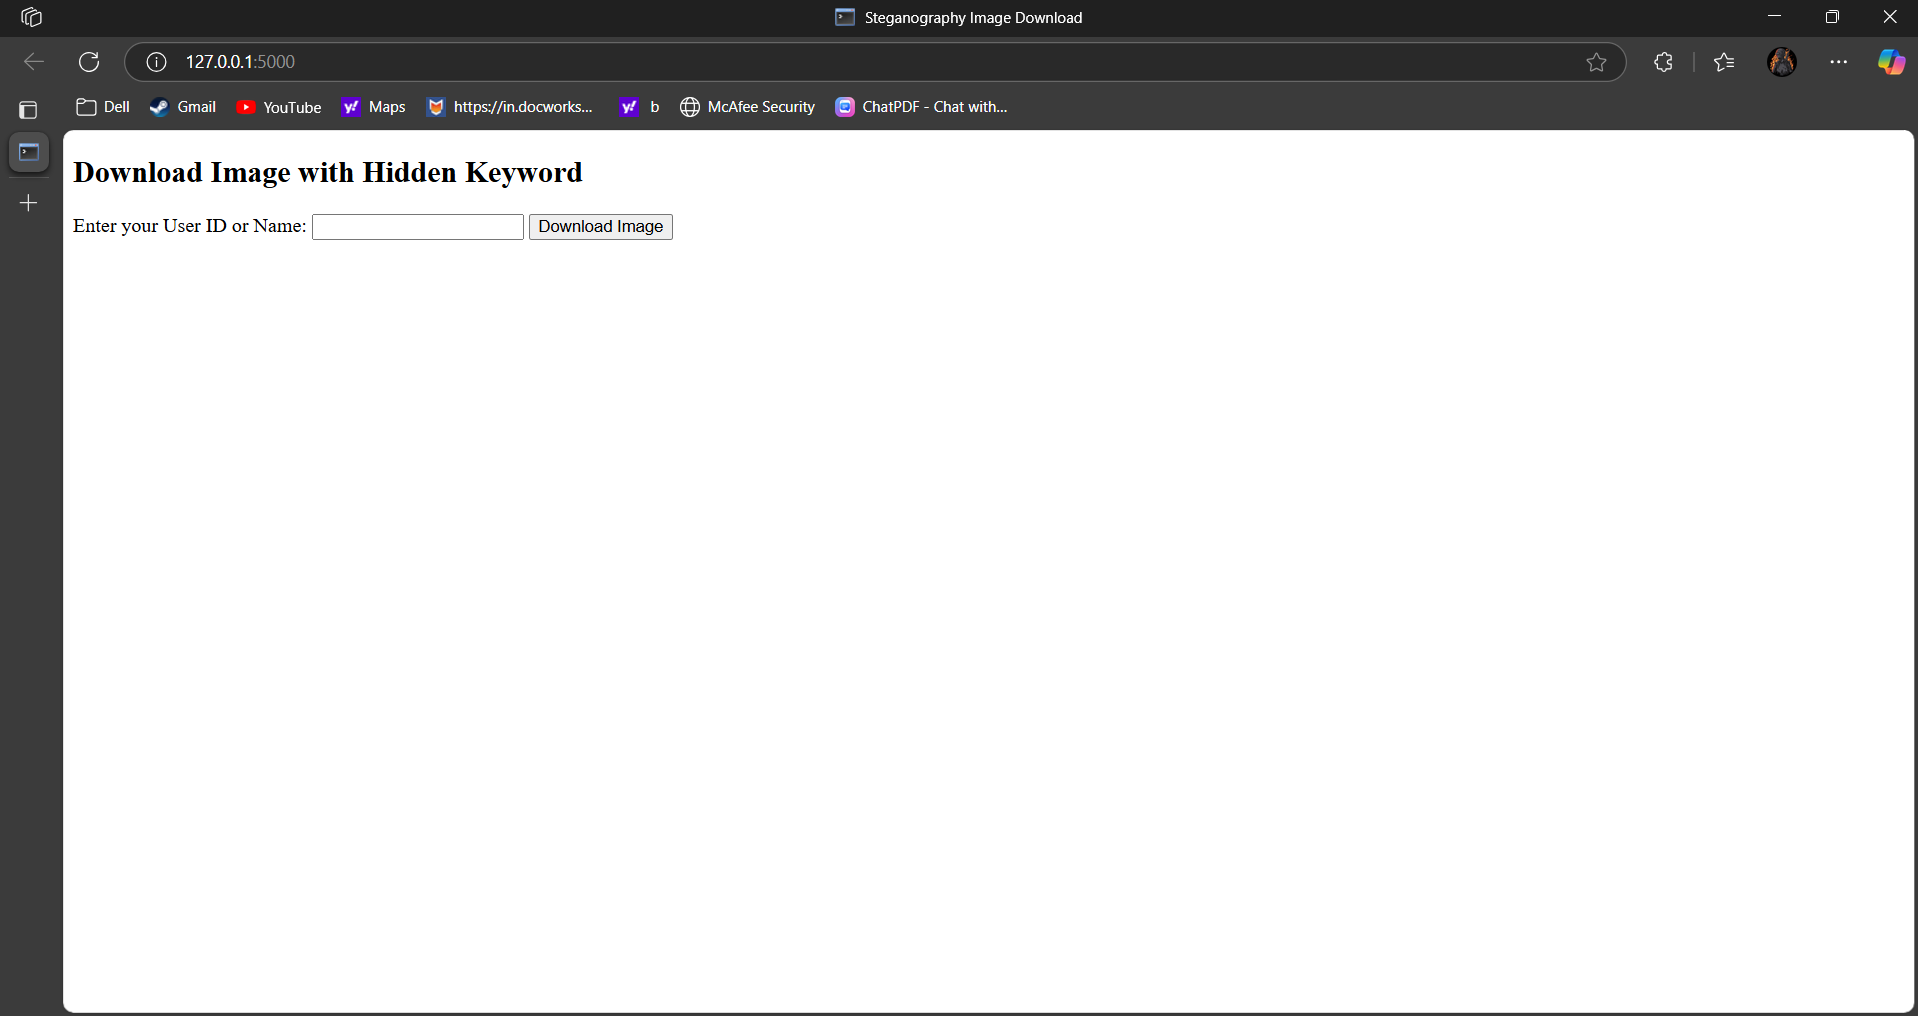 Steganography Image Download
127.0.0.1:5000
Dell Gmail YouTube Maps https://in.docworks... b McAfee Security ChatPDF - Chat with...
Download Image with Hidden Keyword
Enter your User ID or Name: Download Image